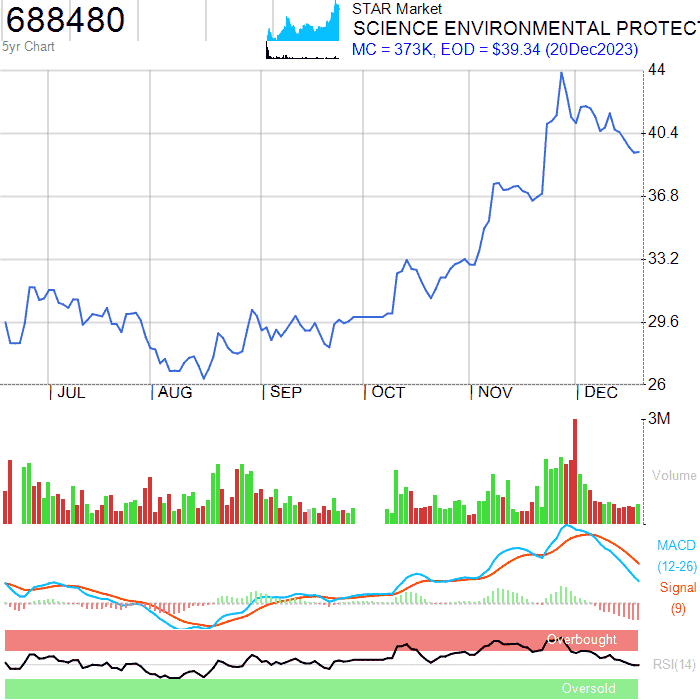 688480
5yr Chart
STAR Market
SCIENCE ENVIRONMENTAL PROTEC
MC = 373K, EOD = $39.34 (20Dec2023)
44
40.4
36.8
33.2
29.6
26
JUL AUG SEP OCT NOV DEC
3M
Volume
MACD
(12-26)
Signal
(9)
Overbought
RSI(14)
Oversold